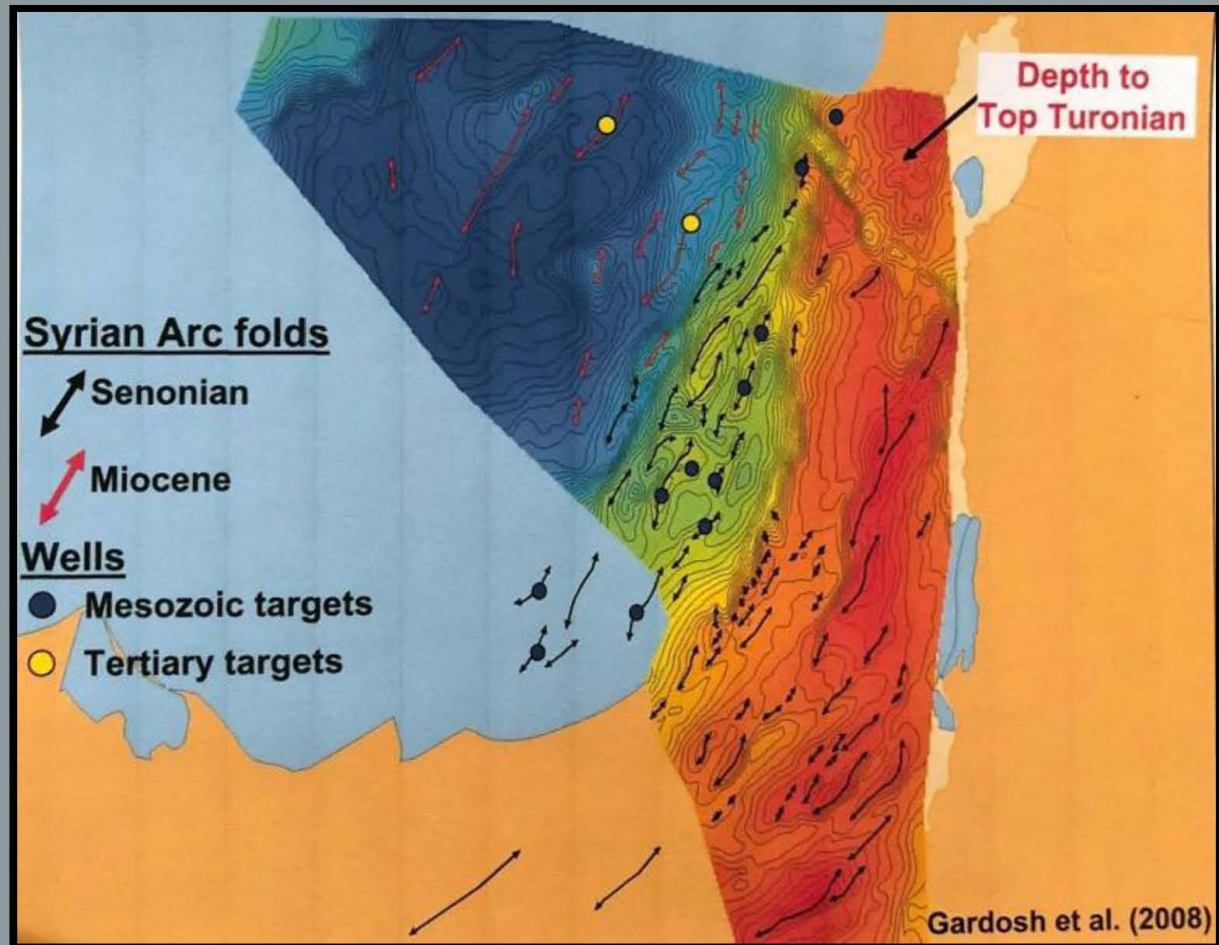 Depth to
Top Turonian
Syrian Arc folds
Senonian
Miocene
Wells
Mesozoic targets
Tertiary targets
Gardosh et al. (2008)